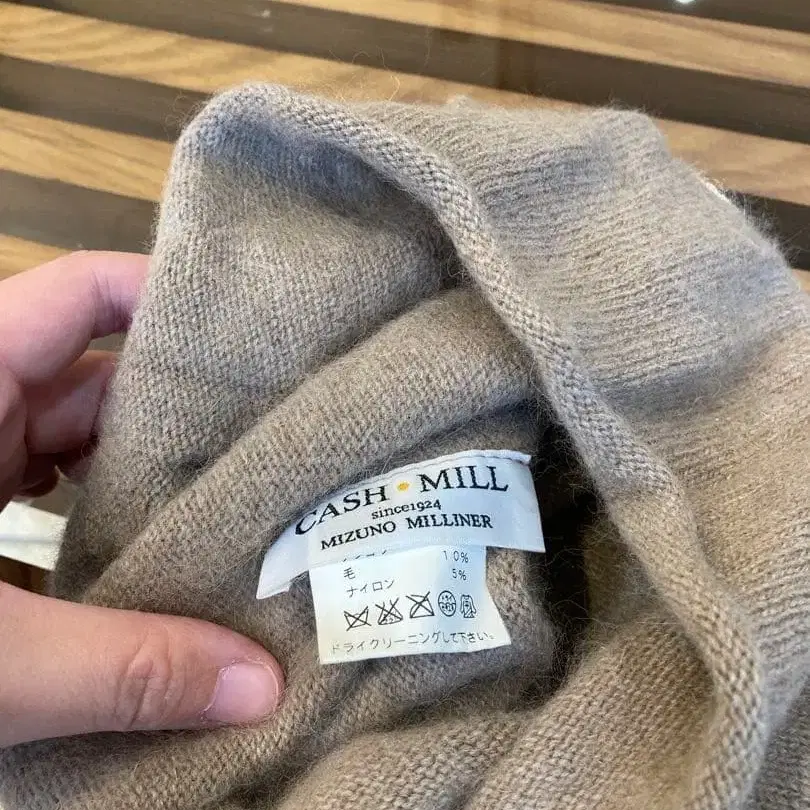 CASH・MILL
since1924
MIZUNO MILLINER
10%
毛 5%
ナイロン
ドライクリーニングして下さい。